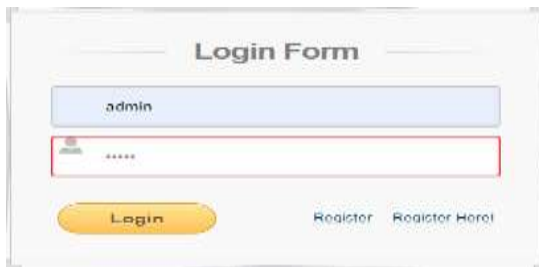 Login Form
admin
•••••
Login Register Register Here!